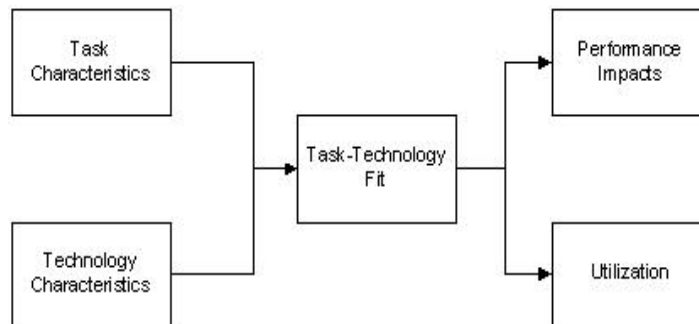 Task
Characteristics
Performance
Impacts
Task-Technology
Fit
Technology
Characteristics
Utilization